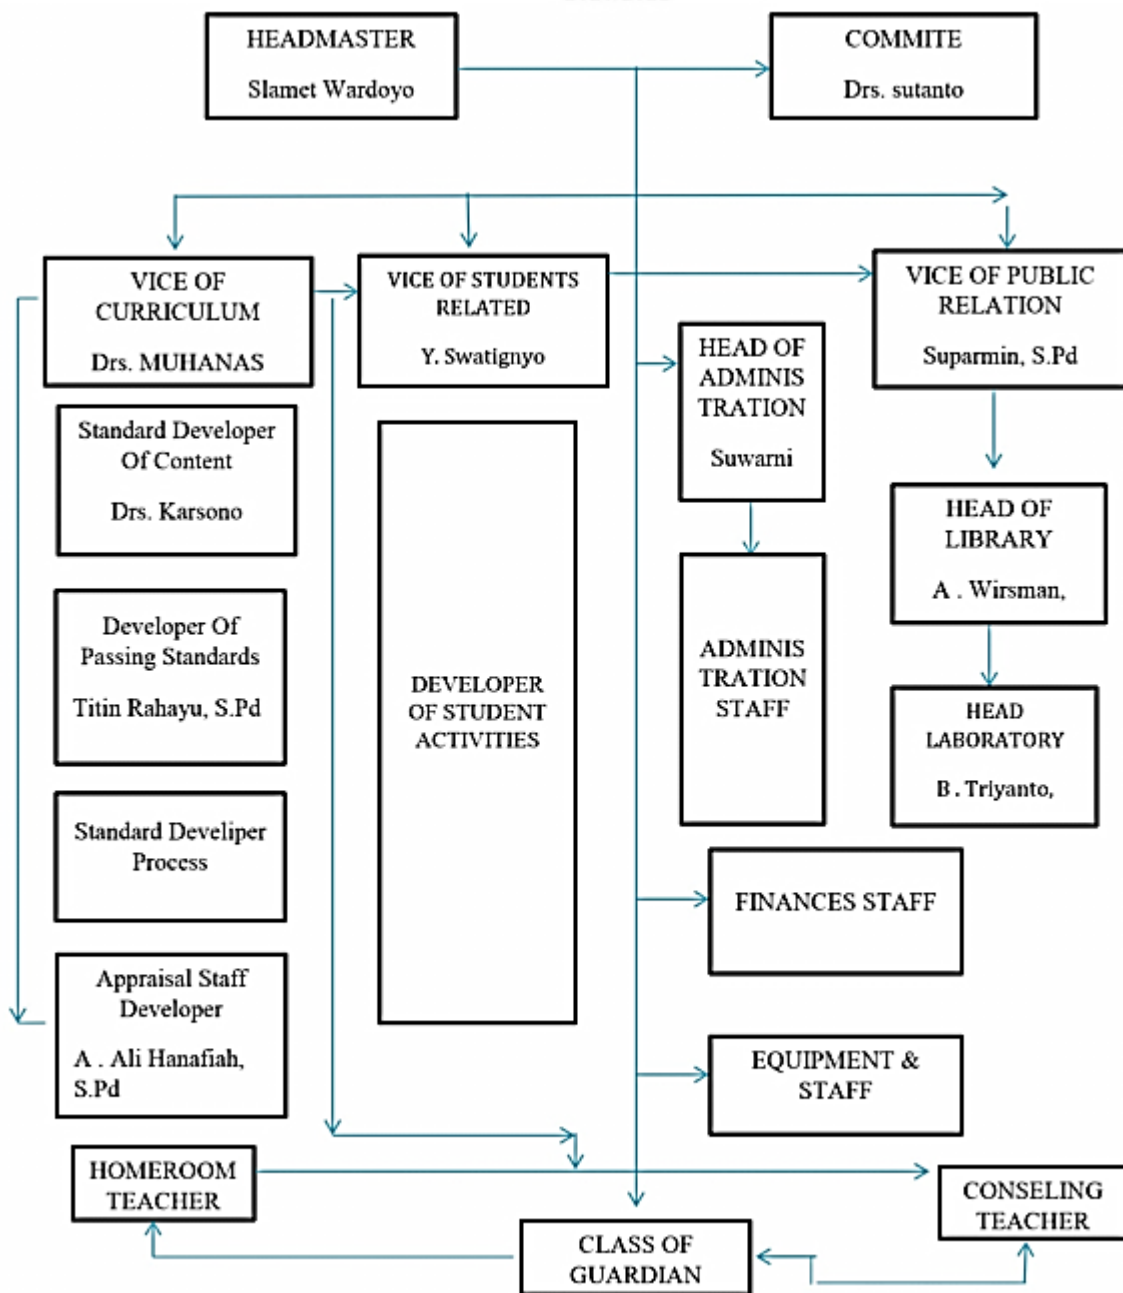 HEADMASTER
Slamet Wardoyo
COMMITE
Drs. sutanto
VICE OF
CURRICULUM
Drs. MUHANAS
VICE OF STUDENTS
RELATED
Y. Swatignyo
VICE OF PUBLIC
RELATION
Suparmin, S.Pd
HEAD OF
ADMINIS
TRATION
Suwarni
Standard Developer
Of Content
Drs. Karsono
HEAD OF
LIBRARY
A . Wirsman,
Developer Of
Passing Standards
Titin Rahayu, S.Pd
DEVELOPER
OF STUDENT
ACTIVITIES
ADMINIS
TRATION
STAFF
HEAD
LABORATORY
B . Triyanto,
Standard Develiper
Process
FINANCES STAFF
Appraisal Staff
Developer
A . Ali Hanafiah,
S.Pd
EQUIPMENT &
STAFF
HOMEROOM
TEACHER
CONSELING
TEACHER
CLASS OF
GUARDIAN